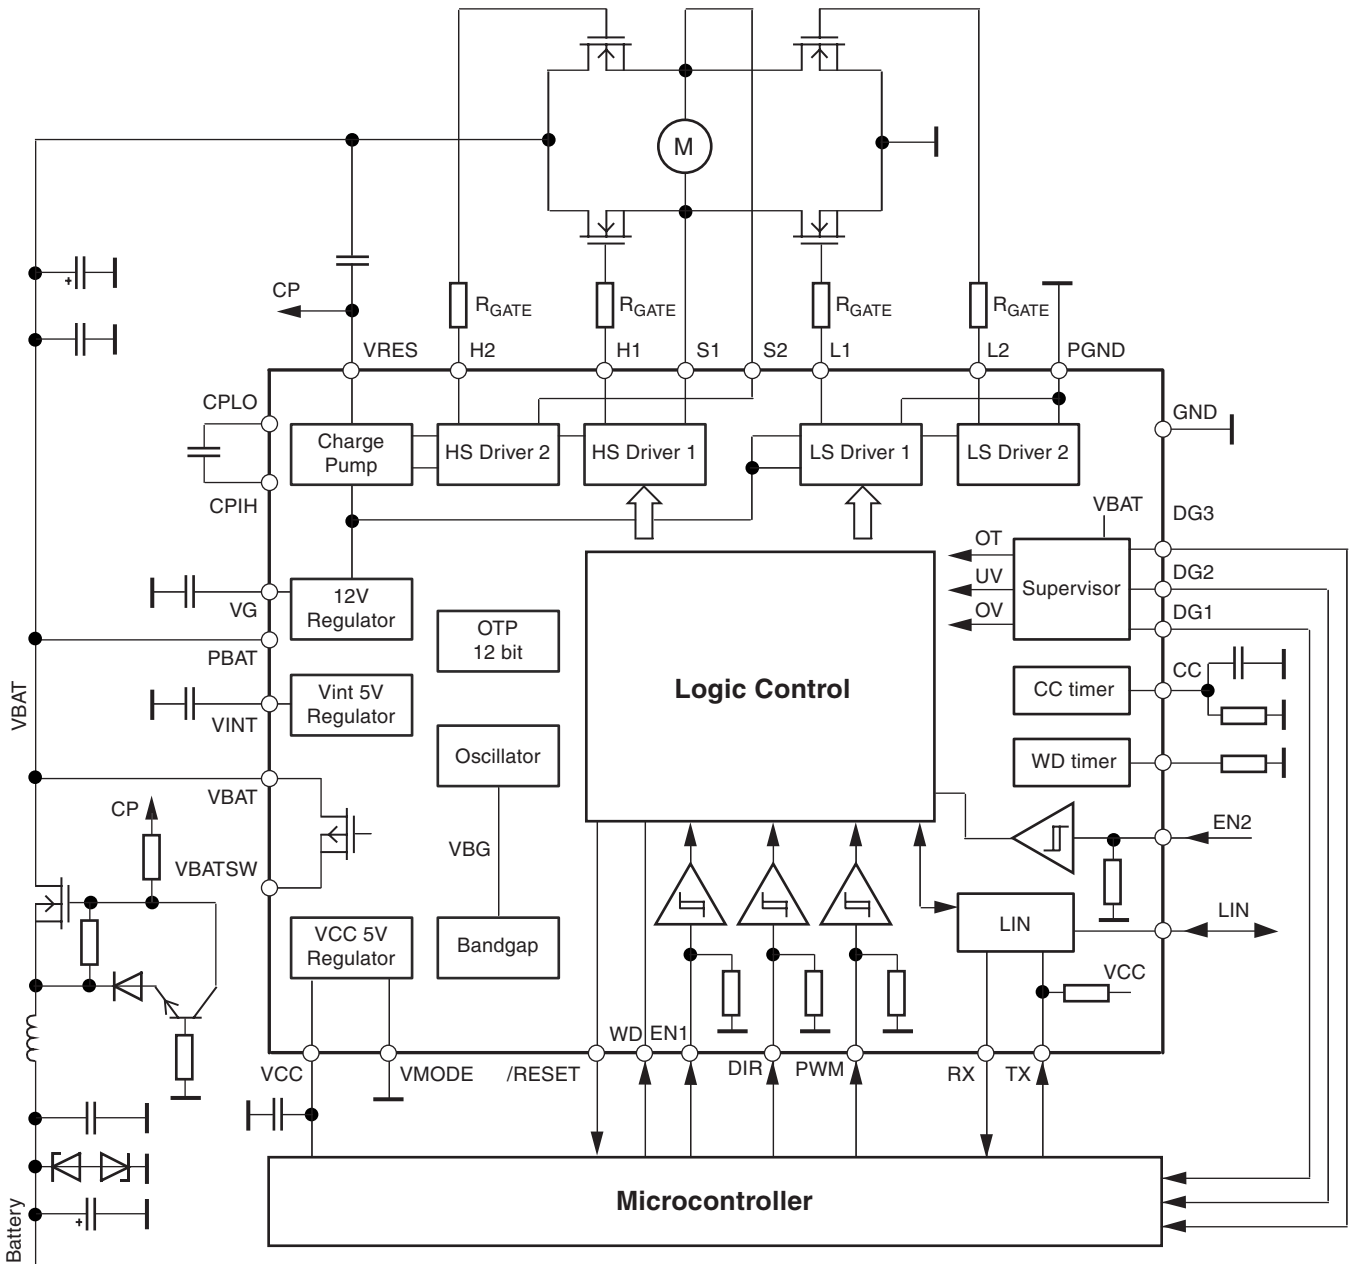 M
CP
R_GATE
R_GATE
R_GATE
R_GATE
VRES
H2
H1
S1
S2
L1
L2
PGND
CPLO
GND
Charge
Pump
HS Driver 2
HS Driver 1
LS Driver 1
LS Driver 2
CPIH
VBAT
DG3
OT
UV
OV
Supervisor
DG2
DG1
VG
12V
Regulator
OTP
12 bit
PBAT
Logic Control
CC timer
CC
VBAT
Vint 5V
Regulator
VINT
Oscillator
WD timer
VBAT
CP
EN2
VBG
VBATSW
LIN
LIN
VCC 5V
Regulator
Bandgap
VCC
WD
EN1
VCC
VMODE
/RESET
DIR
PWM
RX
TX
Microcontroller
Battery
+
+